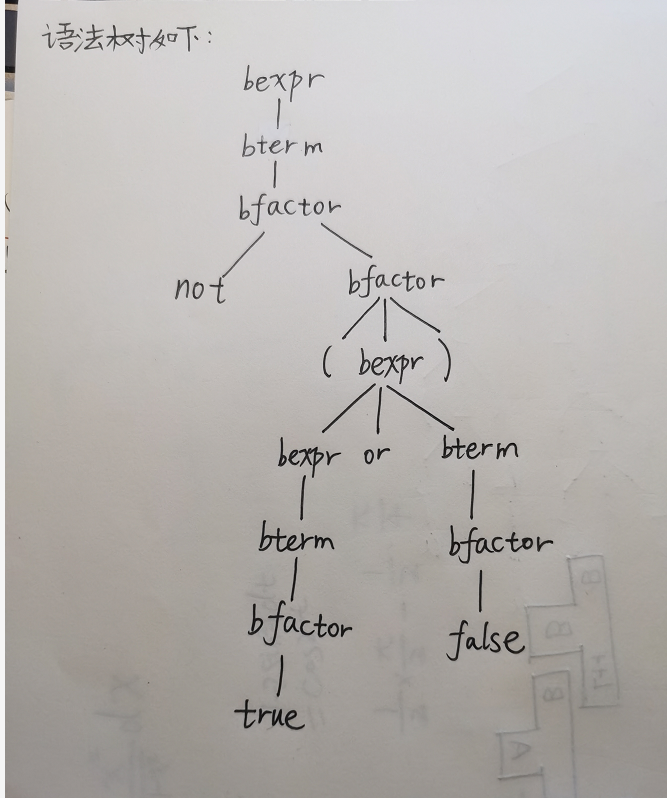 语法树如下：
bexpr
bterm
bfactor
not bfactor
( bexpr )
bexpr or bterm
bterm bfactor
bfactor false
true